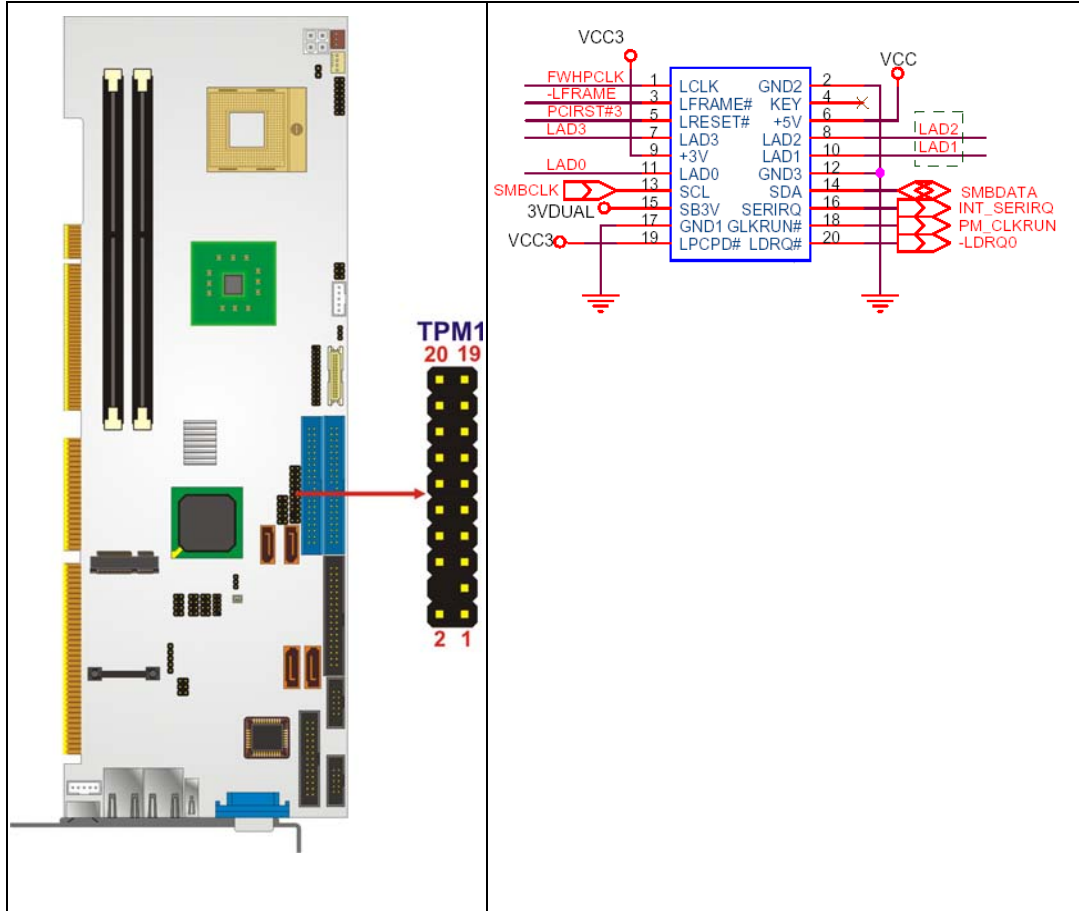 TPM1
20 19
2 1
VCC3
VCC
FWHPCLK 1 LCLK GND2 2
-LFRAME 3 LFRAME# KEY 4
PCIRST#3 5 LRESET# +5V 6
LAD3 7 LAD3 LAD2 8 LAD2
9 +3V LAD1 10 LAD1
LAD0 11 LAD0 GND3 12
SMBCLK 13 SCL SDA 14 SMBDATA
3VDUAL 15 SB3V SERIRQ 16 INT_SERIRQ
17 GND1 GLKRUN# 18 PM_CLKRUN
VCC3 19 LPCPD# LDRQ# 20 -LDRQ0